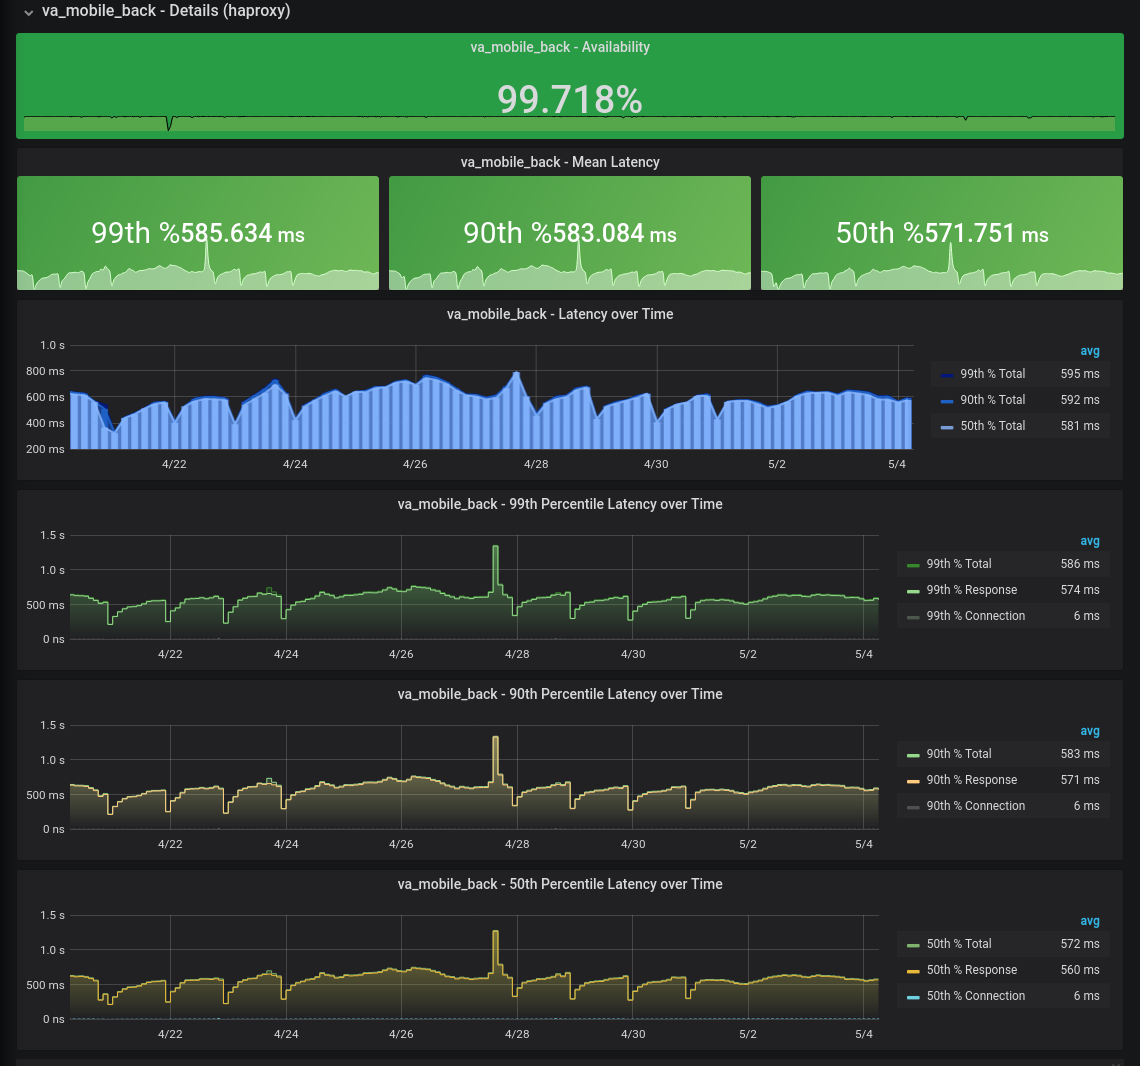 va_mobile_back - Details (haproxy)
va_mobile_back - Availability
99.718%
va_mobile_back - Mean Latency
99th %585.634 ms
90th %583.084 ms
50th %571.751 ms
va_mobile_back - Latency over Time
1.0 s
800 ms
600 ms
400 ms
200 ms
4/22
4/24
4/26
4/28
4/30
5/2
5/4
avg
99th % Total 595 ms
90th % Total 592 ms
50th % Total 581 ms
va_mobile_back - 99th Percentile Latency over Time
1.5 s
1.0 s
500 ms
0 ns
4/22
4/24
4/26
4/28
4/30
5/2
5/4
avg
99th % Total 586 ms
99th % Response 574 ms
99th % Connection 6 ms
va_mobile_back - 90th Percentile Latency over Time
1.5 s
1.0 s
500 ms
0 ns
4/22
4/24
4/26
4/28
4/30
5/2
5/4
avg
90th % Total 583 ms
90th % Response 571 ms
90th % Connection 6 ms
va_mobile_back - 50th Percentile Latency over Time
1.5 s
1.0 s
500 ms
0 ns
4/22
4/24
4/26
4/28
4/30
5/2
5/4
avg
50th % Total 572 ms
50th % Response 560 ms
50th % Connection 6 ms